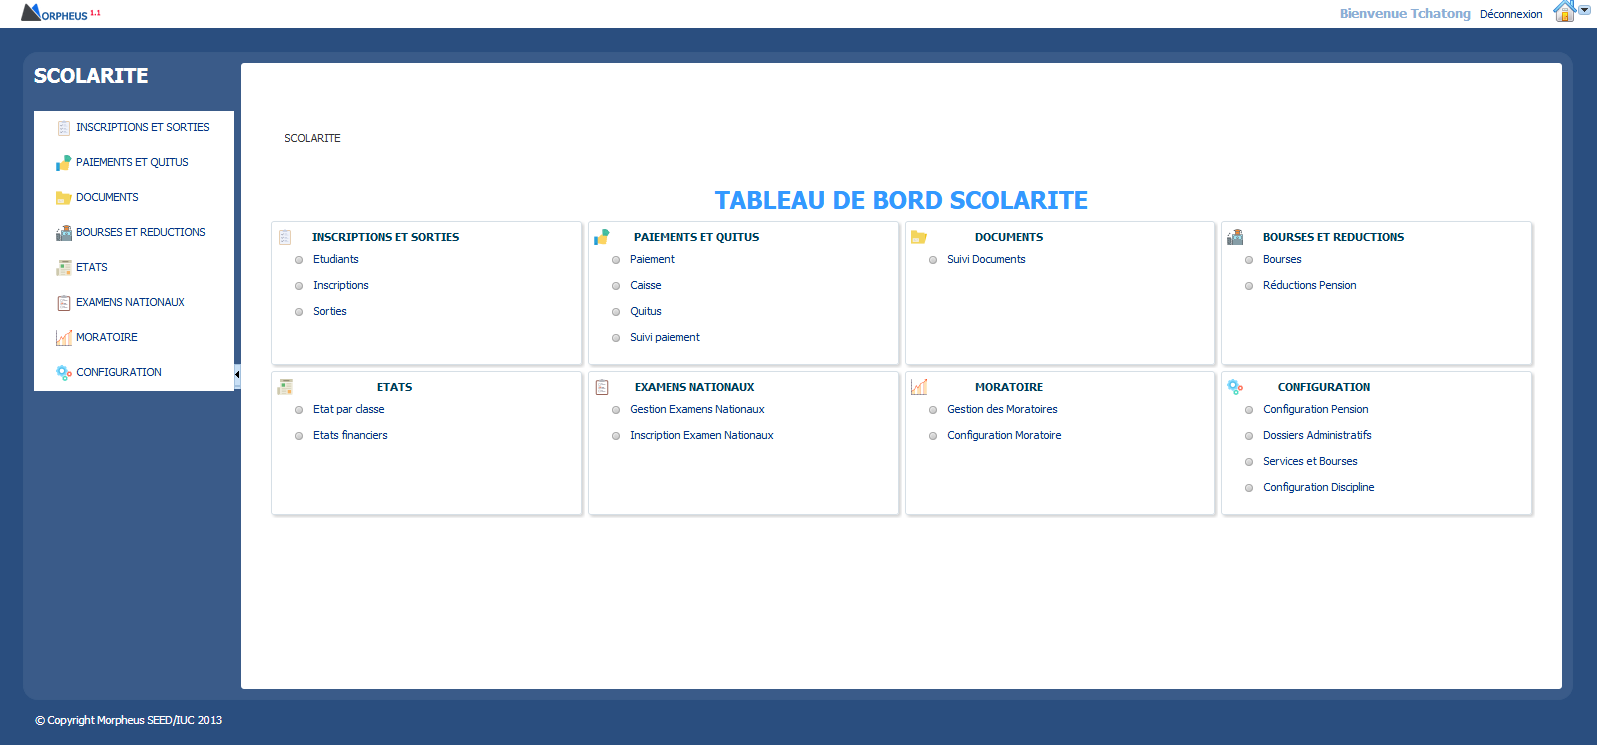 MORPHEUS 1.1
Bienvenue Tchatong Déconnexion
SCOLARITE
INSCRIPTIONS ET SORTIES
PAIEMENTS ET QUITUS
DOCUMENTS
BOURSES ET REDUCTIONS
ETATS
EXAMENS NATIONAUX
MORATOIRE
CONFIGURATION
SCOLARITE
TABLEAU DE BORD SCOLARITE
INSCRIPTIONS ET SORTIES
Etudiants
Inscriptions
Sorties
PAIEMENTS ET QUITUS
Paiement
Caisse
Quitus
Suivi paiement
DOCUMENTS
Suivi Documents
BOURSES ET REDUCTIONS
Bourses
Réductions Pension
ETATS
Etat par classe
Etats financiers
EXAMENS NATIONAUX
Gestion Examens Nationaux
Inscription Examen Nationaux
MORATOIRE
Gestion des Moratoires
Configuration Moratoire
CONFIGURATION
Configuration Pension
Dossiers Administratifs
Services et Bourses
Configuration Discipline
© Copyright Morpheus SEED/IUC 2013